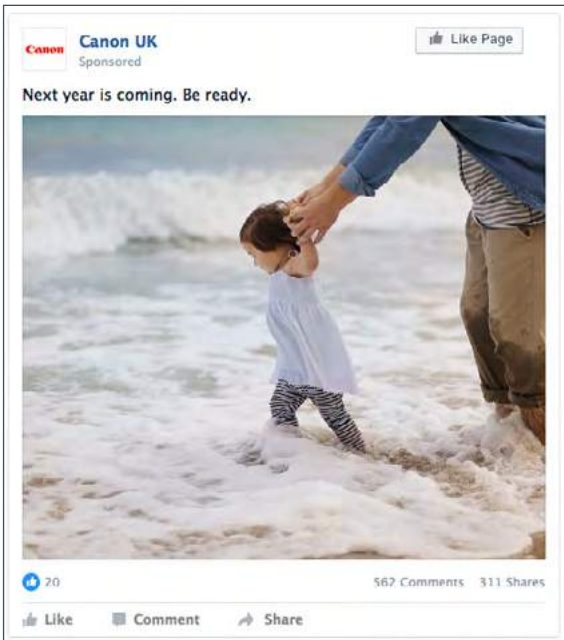 Canon
Canon UK
Like Page
Sponsored
Next year is coming. Be ready.
20
562 Comments 311 Shares
Like Comment Share